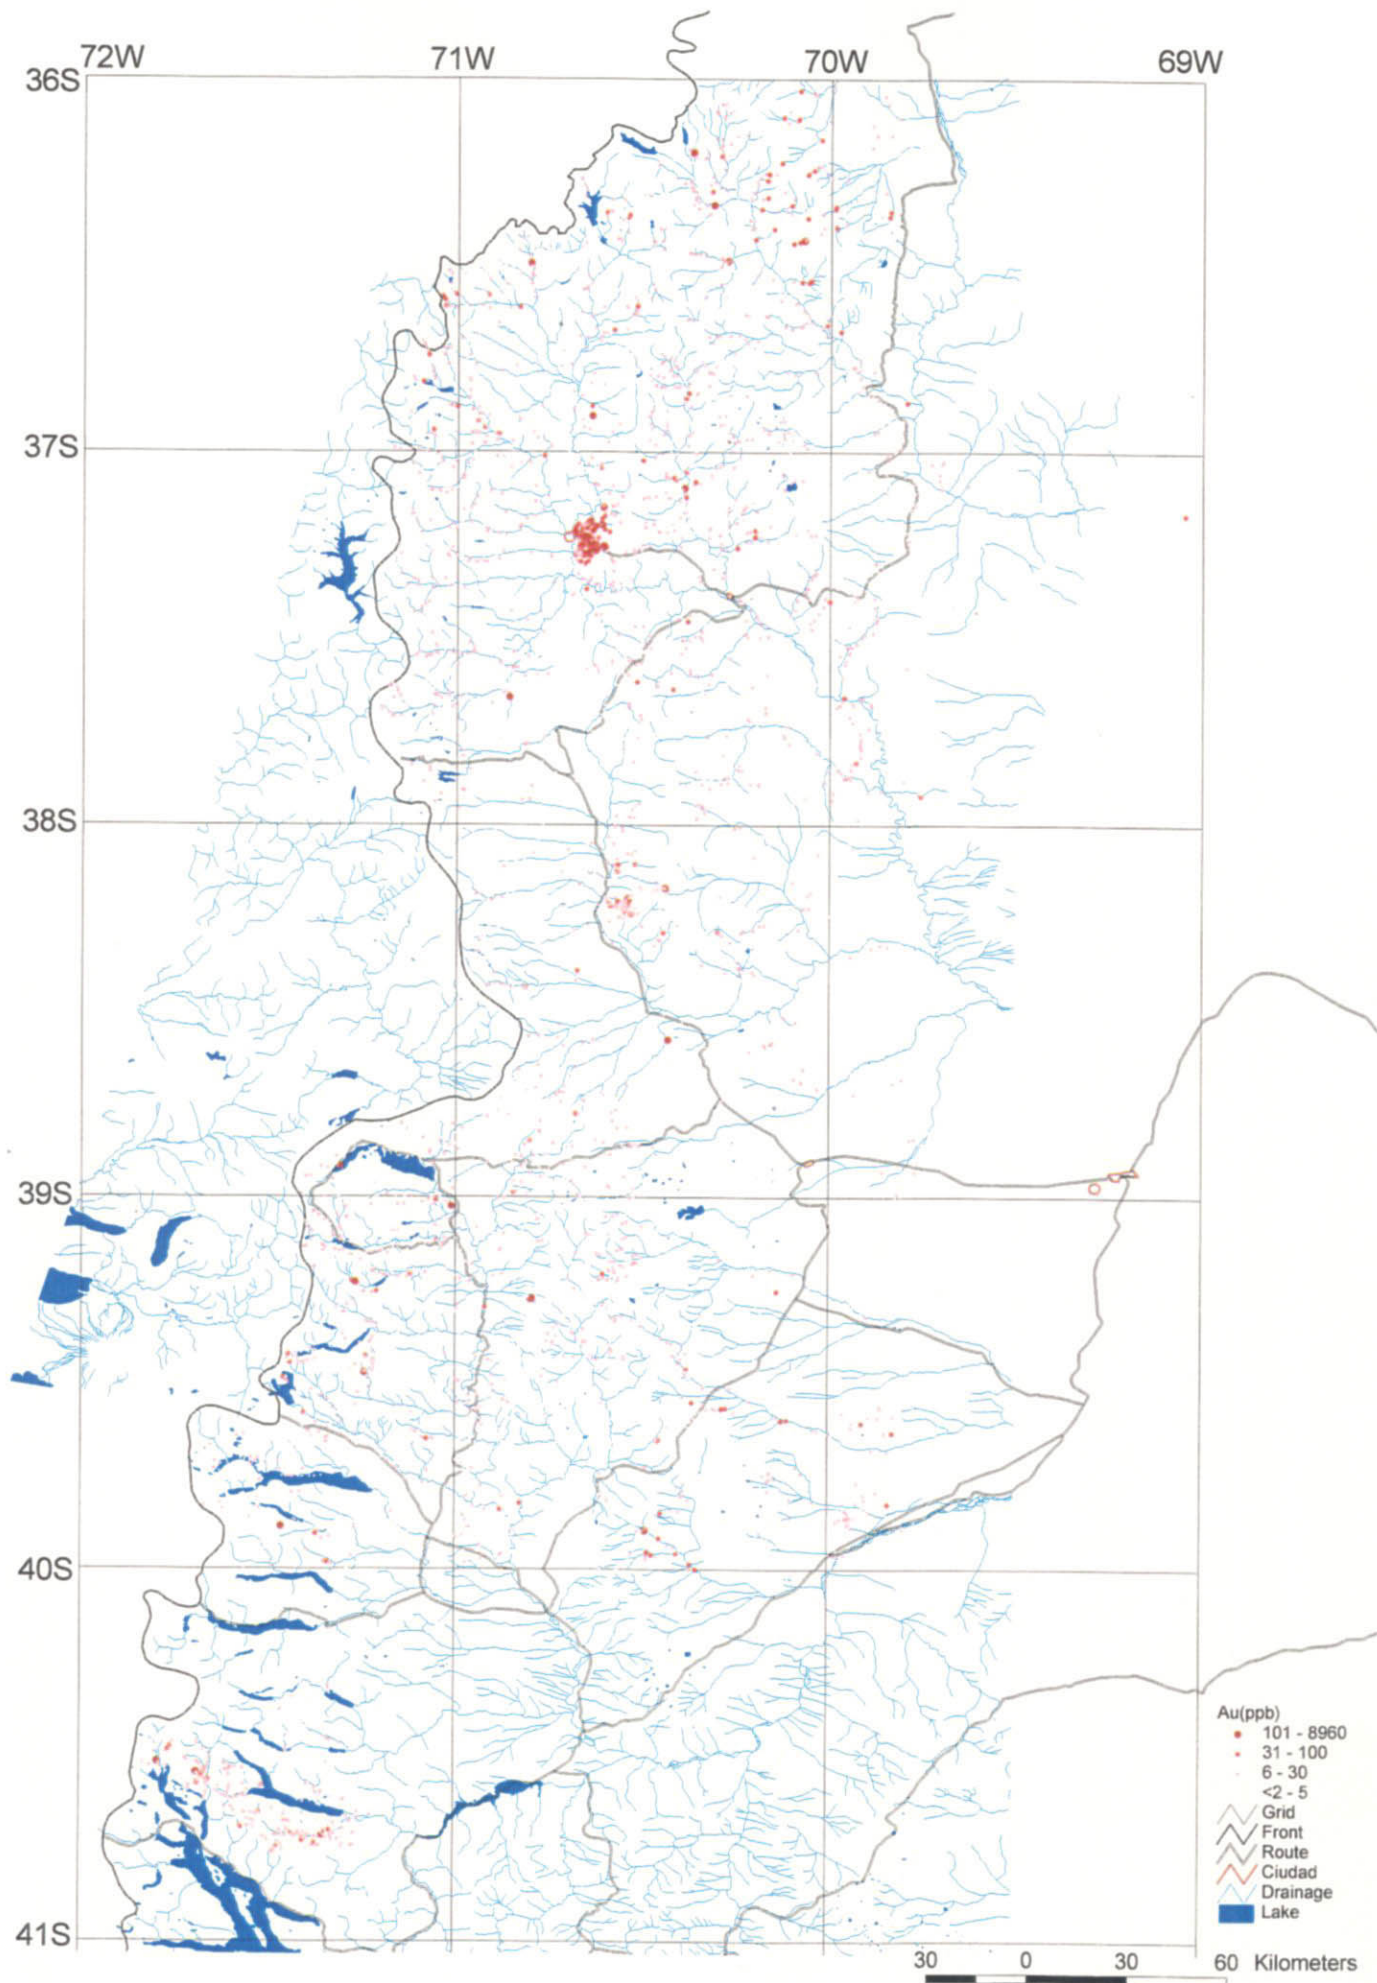 72W 71W 70W 69W
36S
37S
38S
39S
40S
41S
Au(ppb)
101 - 8960
31 - 100
6 - 30
<2 - 5
Grid
Front
Route
Ciudad
Drainage
Lake
30 0 30 60 Kilometers